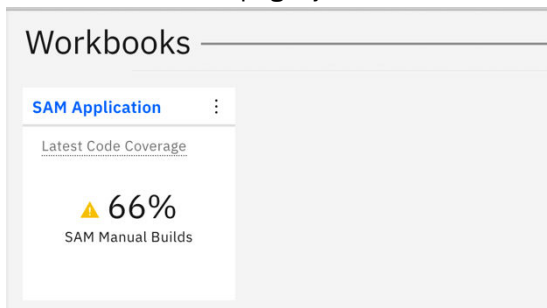 Workbooks
SAM Application
Latest Code Coverage
66%
SAM Manual Builds